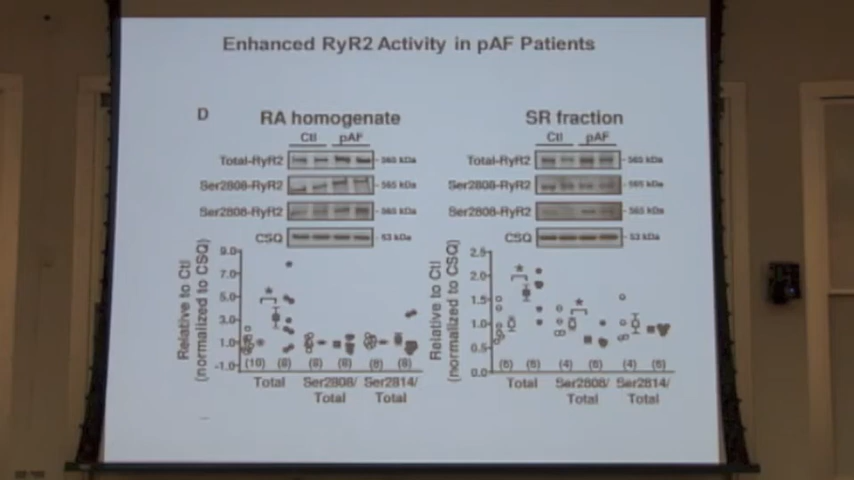 Enhanced RyR2 Activity in pAF Patients
D
RA homogenate
Ctl pAF
Total-RyR2 - 565 kDa
Ser2808-RyR2 - 565 kDa
Ser2808-RyR2 - 565 kDa
CSQ - 53 kDa
Relative to Ctl
(normalized to CSQ)
9.0
7.0
5.0
3.0
1.0
-1.0
*
(10) (8) (8) (8) (8) (8)
Total Ser2808/ Ser2814/
Total Total
SR fraction
Ctl pAF
Total-RyR2 - 565 kDa
Ser2808-RyR2 - 565 kDa
Ser2808-RyR2 - 565 kDa
CSQ - 53 kDa
Relative to Ctl
(normalized to CSQ)
2.5
2.0
1.5
1.0
0.5
0.0
* *
(4) (4)
Total Ser2808/ Ser2814/
Total Total